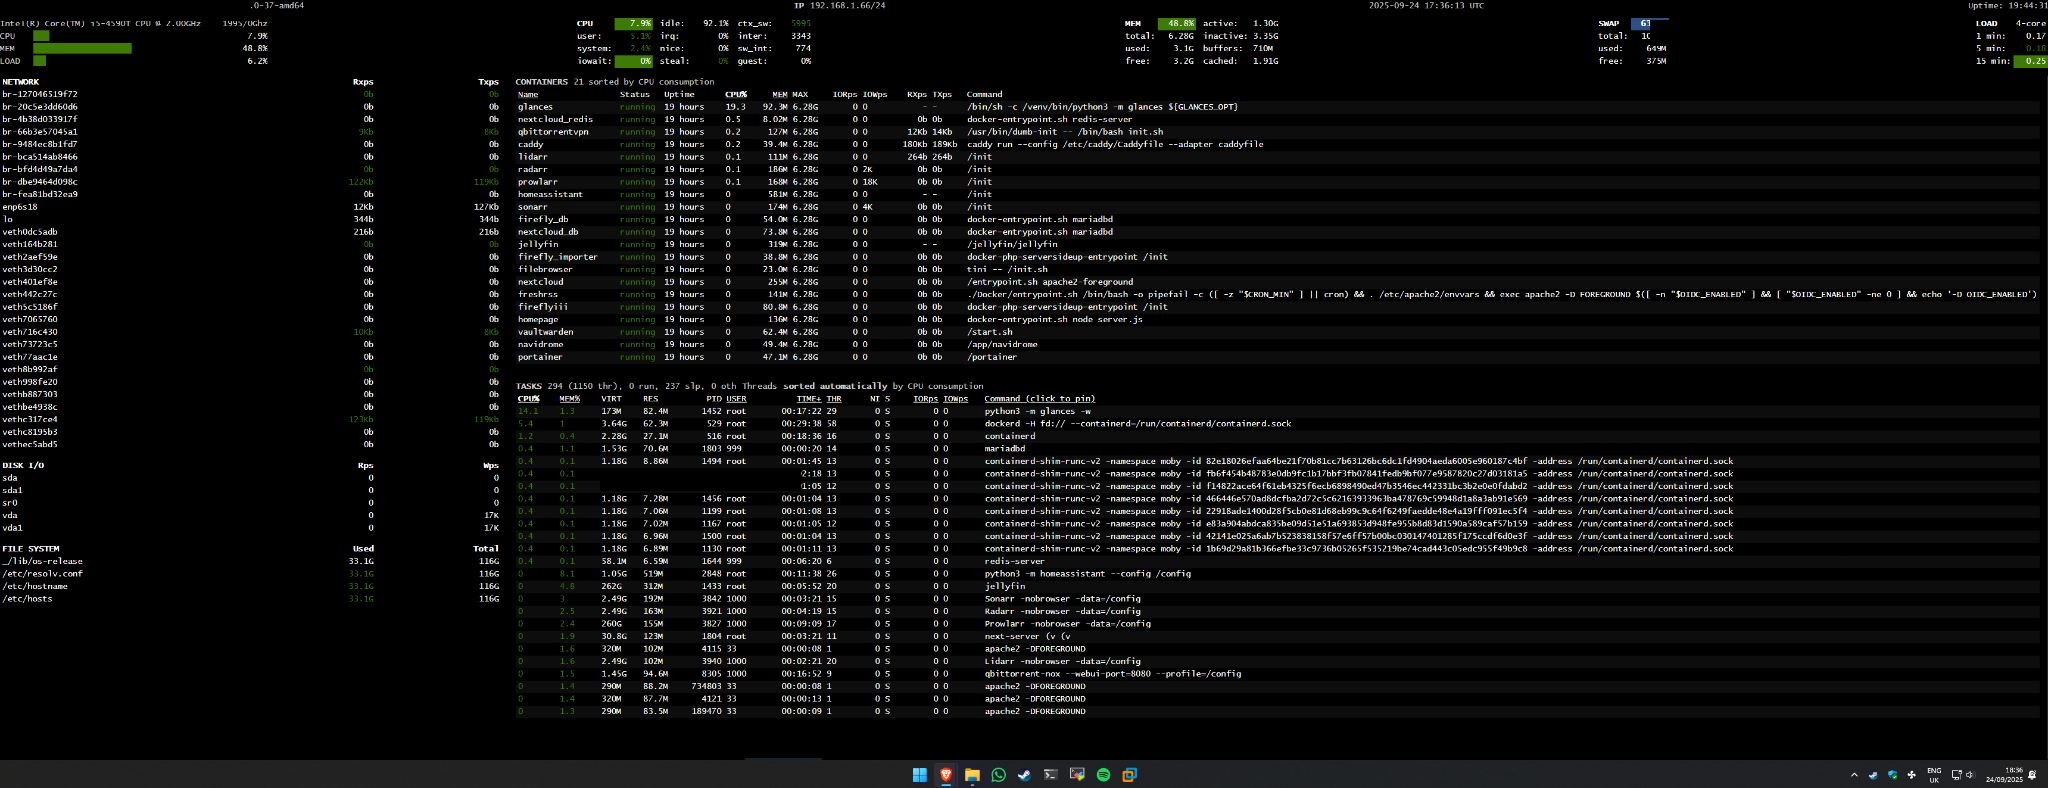 .0-37-amd64 IP 192.168.1.66/24 2025-09-24 17:36:13 UTC Uptime: 19:44:31
Intel(R) Core(TM) i5-4590T CPU @ 2.00GHz 1995/0Ghz
CPU 7.9%
MEM 48.8%
LOAD 6.2%
CPU 7.9% idle: 92.1% ctx_sw: 5995
user: 5.1% irq: 0% inter: 3343
system: 2.4% nice: 0% sw_int: 774
iowait: 0% steal: 0% guest: 0%
MEM 48.8% active: 1.30G
total: 6.28G inactive: 3.35G
used: 3.1G buffers: 710M
free: 3.2G cached: 1.91G
SWAP 63
total: 10
used: 649M
free: 375M
LOAD 4-core
1 min: 0.17
5 min: 0.18
15 min: 0.25
NETWORK Rxps Txps
br-127046519f72 0b 0b
br-20c5e3dd60d6 0b 0b
br-4b38d033917f 0b 0b
br-66b3e57045a1 9Kb 8Kb
br-9484ec8b1fd7 0b 0b
br-bca514ab8466 0b 0b
br-bfd4d49a7da4 0b 0b
br-dbe9464d098c 122Kb 119Kb
br-fea81bd32ea9 0b 0b
enp6s18 12Kb 127Kb
lo 344b 344b
veth0dc5adb 216b 216b
veth164b281 0b 0b
veth2aef59e 0b 0b
veth3d30cc2 0b 0b
veth401ef8e 0b 0b
veth442c27c 0b 0b
veth5c5186f 0b 0b
veth7065760 0b 0b
veth716c430 10Kb 8Kb
veth73723c5 0b 0b
veth77aac1e 0b 0b
veth8b992af 0b 0b
veth998fe20 0b 0b
vethb887303 0b 0b
vethbe4938c 0b 0b
vethc317ce4 123Kb 119Kb
vethc8195b3 0b 0b
vethec5abd5 0b 0b
DISK I/O Rps Wps
sda 0 0
sda1 0 0
sr0 0 0
vda 0 17K
vda1 0 17K
FILE SYSTEM Used Total
_/lib/os-release 33.1G 116G
/etc/resolv.conf 33.1G 116G
/etc/hostname 33.1G 116G
/etc/hosts 33.1G 116G
CONTAINERS 21 sorted by CPU consumption
Name Status Uptime CPU% MEM MAX IORps IOWps RXps TXps Command
glances running 19 hours 19.3 92.3M 6.28G 0 0 - - /bin/sh -c /venv/bin/python3 -m glances ${GLANCES_OPT}
nextcloud_redis running 19 hours 0.5 8.02M 6.28G 0 0 0b 0b docker-entrypoint.sh redis-server
qbittorrentvpn running 19 hours 0.2 127M 6.28G 0 0 12Kb 14Kb /usr/bin/dumb-init -- /bin/bash init.sh
caddy running 19 hours 0.2 39.4M 6.28G 0 0 180Kb 189Kb caddy run --config /etc/caddy/Caddyfile --adapter caddyfile
lidarr running 19 hours 0.1 111M 6.28G 0 0 264b 264b /init
radarr running 19 hours 0.1 186M 6.28G 0 2K 0b 0b /init
prowlarr running 19 hours 0.1 168M 6.28G 0 18K 0b 0b /init
homeassistant running 19 hours 0 581M 6.28G 0 0 - - /init
sonarr running 19 hours 0 174M 6.28G 0 4K 0b 0b /init
firefly_db running 19 hours 0 54.0M 6.28G 0 0 0b 0b docker-entrypoint.sh mariadbd
nextcloud_db running 19 hours 0 73.8M 6.28G 0 0 0b 0b docker-entrypoint.sh mariadbd
jellyfin running 19 hours 0 319M 6.28G 0 0 - - /jellyfin/jellyfin
firefly_importer running 19 hours 0 38.8M 6.28G 0 0 0b 0b docker-php-serversideup-entrypoint /init
filebrowser running 19 hours 0 23.0M 6.28G 0 0 0b 0b tini -- /init.sh
nextcloud running 19 hours 0 255M 6.28G 0 0 0b 0b /entrypoint.sh apache2-foreground
freshrss running 19 hours 0 141M 6.28G 0 0 0b 0b ./Docker/entrypoint.sh /bin/bash -o pipefail -c ([ -z "$CRON_MIN" ] || cron) && . /etc/apache2/envvars && exec apache2 -D FOREGROUND $([ -n "$OIDC_ENABLED" ] && [ "$OIDC_ENABLED" -ne 0 ] && echo '-D OIDC_ENABLED')
fireflyiii running 19 hours 0 80.8M 6.28G 0 0 0b 0b docker-php-serversideup-entrypoint /init
homepage running 19 hours 0 136M 6.28G 0 0 0b 0b docker-entrypoint.sh node server.js
vaultwarden running 19 hours 0 62.4M 6.28G 0 0 0b 0b /start.sh
navidrome running 19 hours 0 49.4M 6.28G 0 0 0b 0b /app/navidrome
portainer running 19 hours 0 47.1M 6.28G 0 0 0b 0b /portainer
TASKS 294 (1150 thr), 0 run, 237 slp, 0 oth Threads sorted automatically by CPU consumption
CPU% MEM% VIRT RES PID USER TIME+ THR NI S IORps IOWps Command (click to pin)
14.1 1.3 173M 82.4M 1452 root 00:17:22 29 0 S 0 0 python3 -m glances -w
5.4 1 3.64G 62.3M 529 root 00:29:38 58 0 S 0 0 dockerd -H fd:// --containerd=/run/containerd/containerd.sock
1.2 0.4 2.28G 27.1M 516 root 00:18:36 16 0 S 0 0 containerd
0.4 1.1 1.53G 70.6M 1803 999 00:00:20 14 0 S 0 0 mariadbd
0.4 0.1 1.18G 8.86M 1494 root 00:01:45 13 0 S 0 0 containerd-shim-runc-v2 -namespace moby -id 82e18026efaa64be21f70b81cc7b63126bc6dc1fd4904aeda6005e960187c4bf -address /run/containerd/containerd.sock
0.4 0.1 2:18 13 0 S 0 0 containerd-shim-runc-v2 -namespace moby -id fb6f454b48783e0db9fc1b17bbf3fb07841fedb9bf077e9587820c27d03181a5 -address /run/containerd/containerd.sock
0.4 0.1 1:05 12 0 S 0 0 containerd-shim-runc-v2 -namespace moby -id f14822ace64f61eb4325f6ecb6898490ed47b3546ec442331bc3b2e0e0fdabd2 -address /run/containerd/containerd.sock
0.4 0.1 1.18G 7.28M 1456 root 00:01:04 13 0 S 0 0 containerd-shim-runc-v2 -namespace moby -id 466446e570ad8dcfba2d72c5c62163933963ba478769c59948d1a8a3ab91e569 -address /run/containerd/containerd.sock
0.4 0.1 1.18G 7.06M 1199 root 00:01:08 13 0 S 0 0 containerd-shim-runc-v2 -namespace moby -id 22918ade1400d28f5cb0e81d68eb99c9c64f6249faedde48e4a19fff091ec5f4 -address /run/containerd/containerd.sock
0.4 0.1 1.18G 7.02M 1167 root 00:01:05 12 0 S 0 0 containerd-shim-runc-v2 -namespace moby -id e83a904abdca835be09d51e51a693853d948fe955b8d83d1590a589caf57b159 -address /run/containerd/containerd.sock
0.4 0.1 1.18G 6.96M 1500 root 00:01:04 13 0 S 0 0 containerd-shim-runc-v2 -namespace moby -id 42141e025a6ab7b523838158f57e6ff57b00bc030147401285f175ccdf6d0e3f -address /run/containerd/containerd.sock
0.4 0.1 1.18G 6.89M 1130 root 00:01:11 13 0 S 0 0 containerd-shim-runc-v2 -namespace moby -id 1b69d29a81b366efbe33c9736b05265f535219be74cad443c05edc955f49b9c8 -address /run/containerd/containerd.sock
0.4 0.1 58.1M 6.59M 1644 999 00:06:20 6 0 S 0 0 redis-server
0 8.1 1.05G 519M 2848 root 00:11:38 26 0 S 0 0 python3 -m homeassistant --config /config
0 4.8 262G 312M 1433 root 00:05:52 20 0 S 0 0 jellyfin
0 3 2.49G 192M 3842 1000 00:03:21 15 0 S 0 0 Sonarr -nobrowser -data=/config
0 2.5 2.49G 163M 3921 1000 00:04:19 15 0 S 0 0 Radarr -nobrowser -data=/config
0 2.4 260G 155M 3827 1000 00:09:09 17 0 S 0 0 Prowlarr -nobrowser -data=/config
0 1.9 30.8G 123M 1804 root 00:03:21 11 0 S 0 0 next-server (v (v
0 1.6 320M 102M 4115 33 00:00:08 1 0 S 0 0 apache2 -DFOREGROUND
0 1.6 2.49G 102M 3940 1000 00:02:21 20 0 S 0 0 Lidarr -nobrowser -data=/config
0 1.5 1.45G 94.6M 8305 1000 00:16:52 9 0 S 0 0 qbittorrent-nox --webui-port=8080 --profile=/config
0 1.4 290M 88.2M 734803 33 00:00:08 1 0 S 0 0 apache2 -DFOREGROUND
0 1.4 320M 87.7M 4121 33 00:00:13 1 0 S 0 0 apache2 -DFOREGROUND
0 1.3 290M 83.5M 189470 33 00:00:09 1 0 S 0 0 apache2 -DFOREGROUND
ENG
UK
18:36
24/09/2025